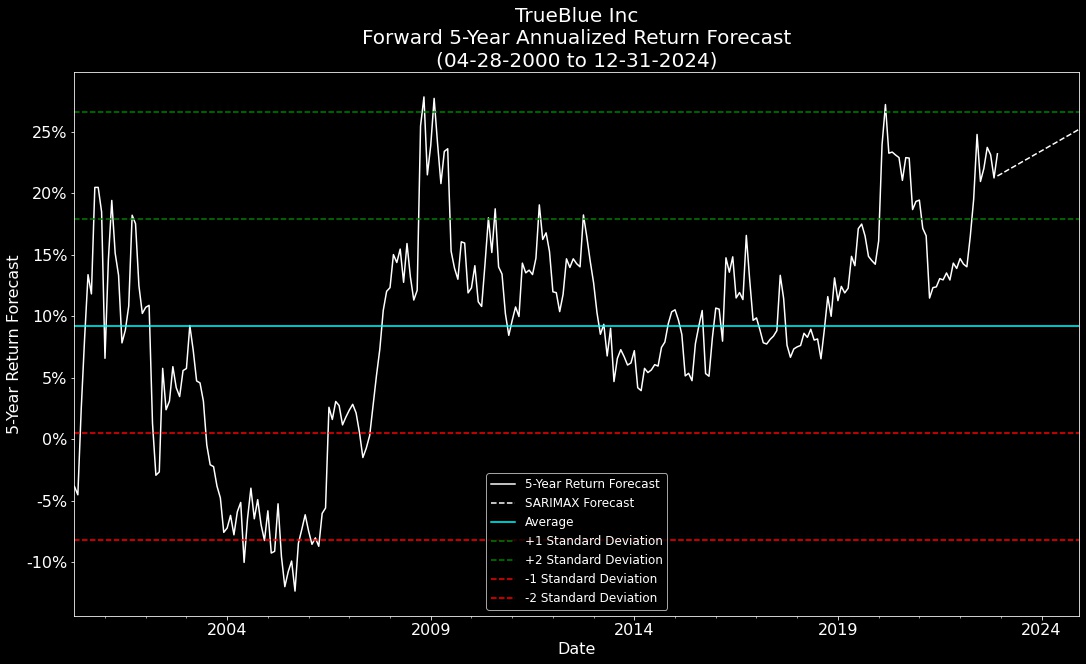 TrueBlue Inc
Forward 5-Year Annualized Return Forecast
(04-28-2000 to 12-31-2024)
5-Year Return Forecast
25%
20%
15%
10%
5%
0%
-5%
-10%
5-Year Return Forecast
SARIMAX Forecast
Average
+1 Standard Deviation
+2 Standard Deviation
-1 Standard Deviation
-2 Standard Deviation
2004
2009
2014
2019
2024
Date